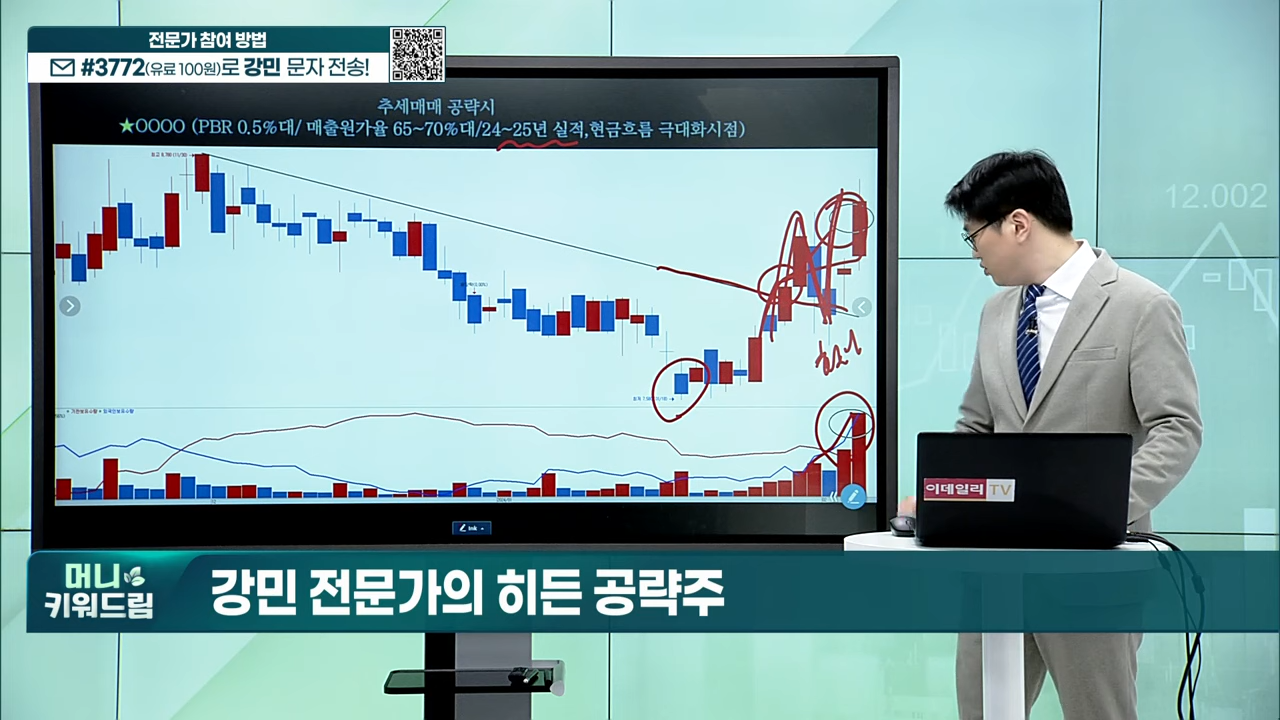 전문가 참여 방법
#3772(유료 100원)로 강민 문자 전송!
추세매매 공략시
★OOOO (PBR 0.5%대/ 매출원가율 65~70%대/24~25년 실적,현금흐름 극대화시점)
12.002
Ink
이데일리 TV
머니
키워드림
강민 전문가의 히든 공략주